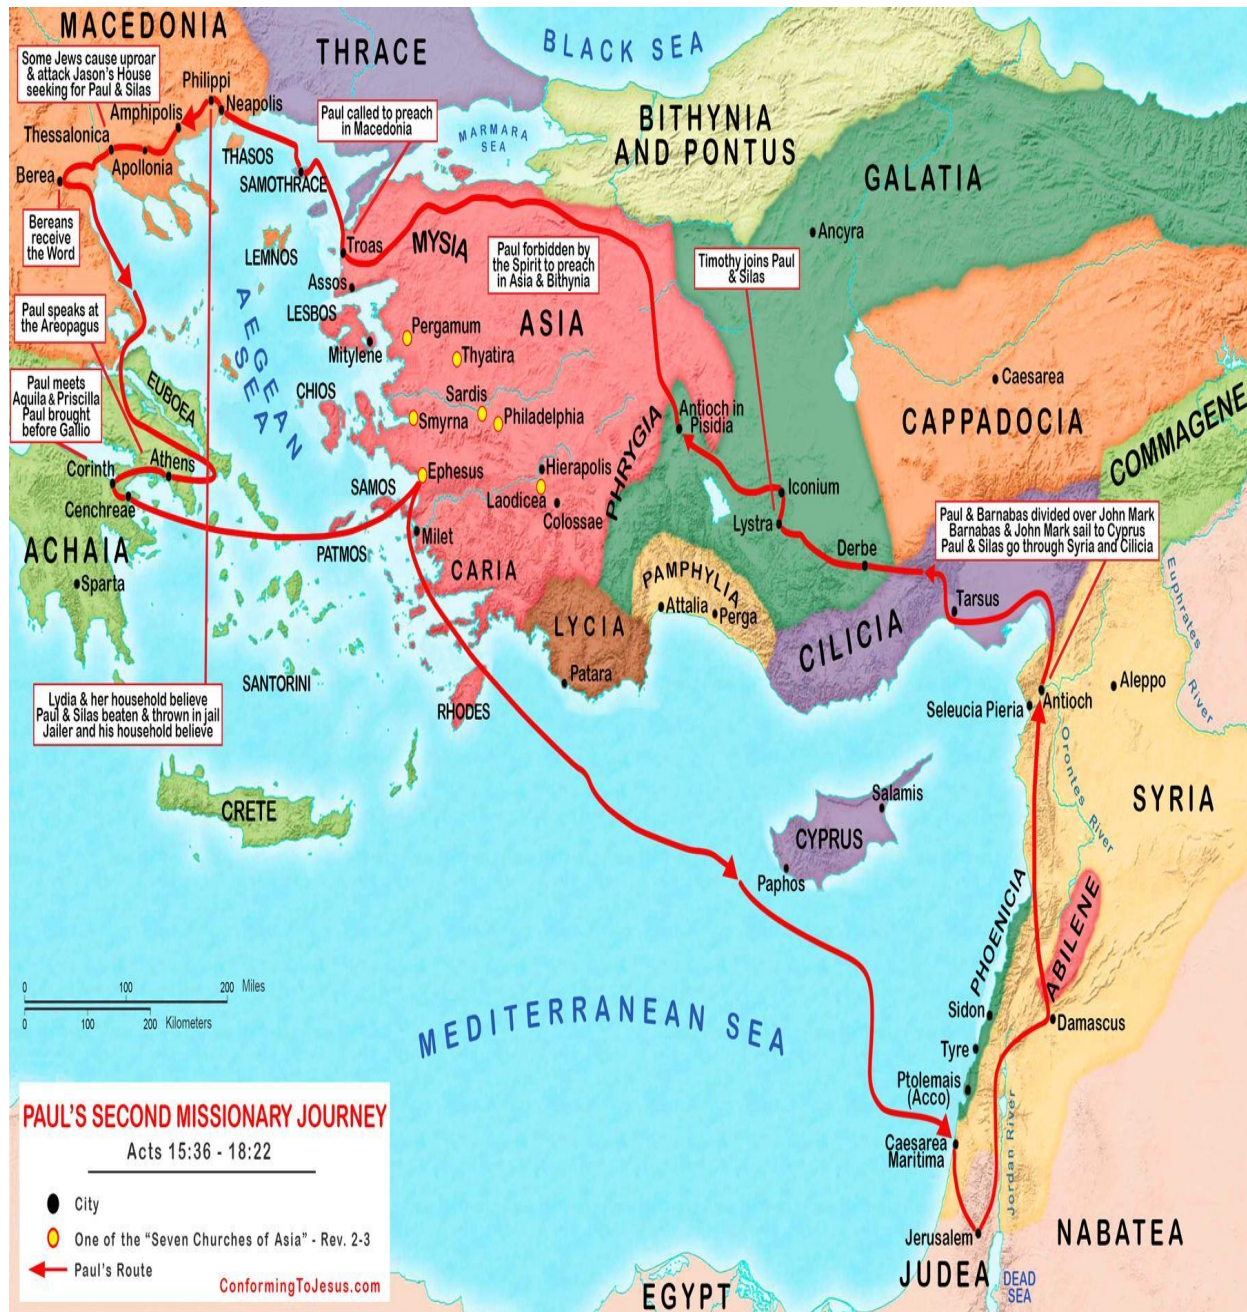 MACEDONIA
THRACE
BLACK SEA
Some Jews cause uproar
& attack Jason's House
seeking for Paul & Silas
Philippi
Neapolis
Amphipolis
Thessalonica
Apollonia
Berea
Paul called to preach
in Macedonia
MARMARA
SEA
BITHYNIA
AND PONTUS
GALATIA
THASOS
SAMOTHRACE
Bereans
receive
the Word
LEMNOS
Troas
MYSIA
Assos
Paul forbidden by
the Spirit to preach
in Asia & Bithynia
Timothy joins Paul
& Silas
Ancyra
Paul speaks at
the Areopagus
AEGEAN
SEA
LESBOS
Mitylene
Pergamum
Thyatira
ASIA
Paul meets
Aquila & Priscilla
Paul brought
before Gallio
EUBOEA
CHIOS
Sardis
Smyrna
Philadelphia
PHRYGIA
Antioch in
Pisidia
Caesarea
CAPPADOCIA
COMMAGENE
Corinth
Athens
Cenchreae
SAMOS
Ephesus
Hierapolis
Laodicea
Colossae
Iconium
Lystra
Derbe
Paul & Barnabas divided over John Mark
Barnabas & John Mark sail to Cyprus
Paul & Silas go through Syria and Cilicia
ACHAIA
Sparta
PATMOS
Milet
CARIA
PAMPHYLIA
Attalia
Perga
LYCIA
Patara
CILICIA
Tarsus
Euphrates
River
SANTORINI
RHODES
Lydia & her household believe
Paul & Silas beaten & thrown in jail
Jailer and his household believe
Seleucia Pieria
Antioch
Aleppo
Orontes River
SYRIA
CRETE
Salamis
CYPRUS
Paphos
PHOENICIA
ABILENE
0 100 200 Miles
0 100 200 Kilometers
MEDITERRANEAN SEA
Sidon
Damascus
Tyre
Ptolemais
(Acco)
Caesarea
Maritima
Jordan River
Jerusalem
JUDEA
DEAD
SEA
NABATEA
EGYPT
PAUL'S SECOND MISSIONARY JOURNEY
Acts 15:36 - 18:22
City
One of the "Seven Churches of Asia" - Rev. 2-3
Paul's Route
ConformingToJesus.com